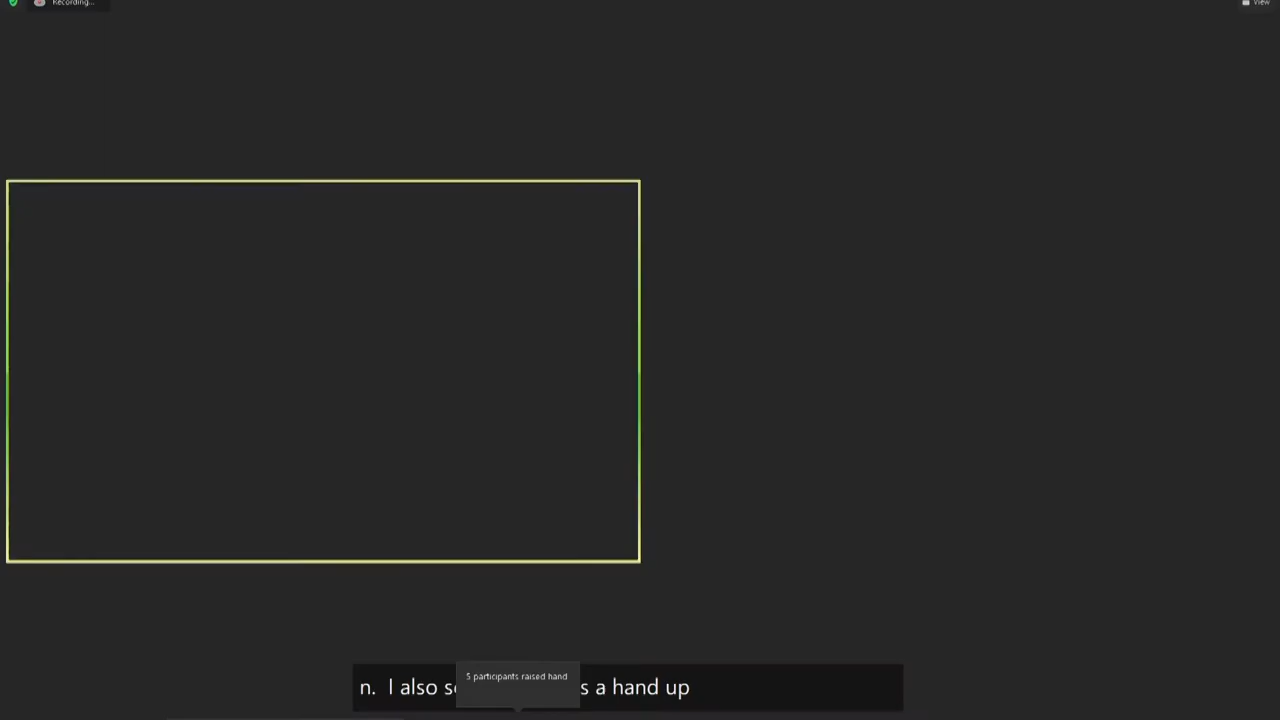 Recording...
View
5 participants raised hand
n. I also s s a hand up